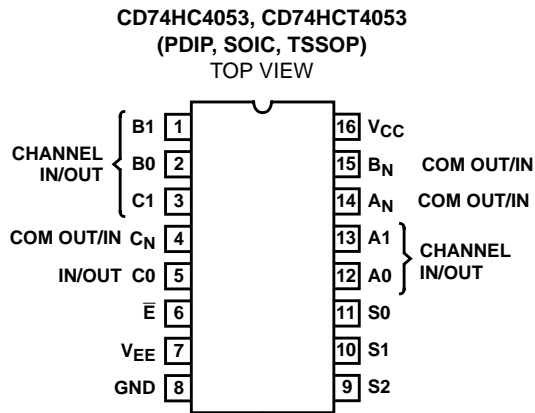 CD74HC4053, CD74HCT4053
(PDIP, SOIC, TSSOP)
TOP VIEW
CHANNEL
IN/OUT
B1 1
B0 2
C1 3
COM OUT/IN CN 4
IN/OUT C0 5
E̅ 6
VEE 7
GND 8
16 VCC
15 BN COM OUT/IN
14 AN COM OUT/IN
13 A1
12 A0
CHANNEL
IN/OUT
11 S0
10 S1
9 S2